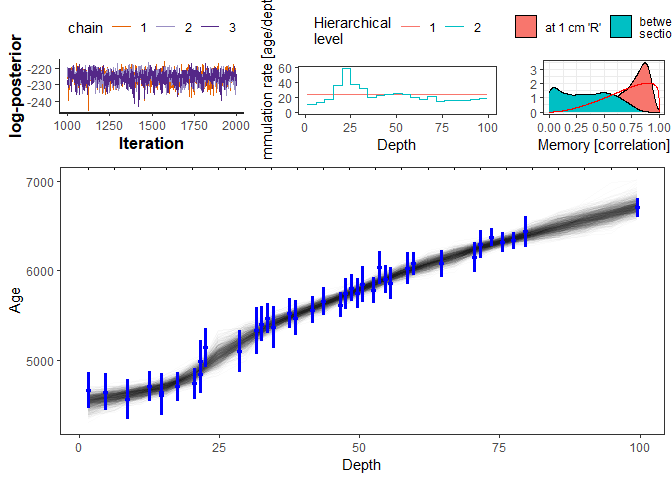 chain 1 2 3
log-posterior
-220
-230
-240
1000 1250 1500 1750 2000
Iteration
Hierarchical
level 1 2
mmulation rate [age/dept
60
40
20
0
0 25 50 75 100
Depth
at 1 cm 'R' betwe
sectio
3
2
1
0
0.00 0.25 0.50 0.75 1.00
Memory [correlation]
7000
6000
5000
Age
0 25 50 75 100
Depth